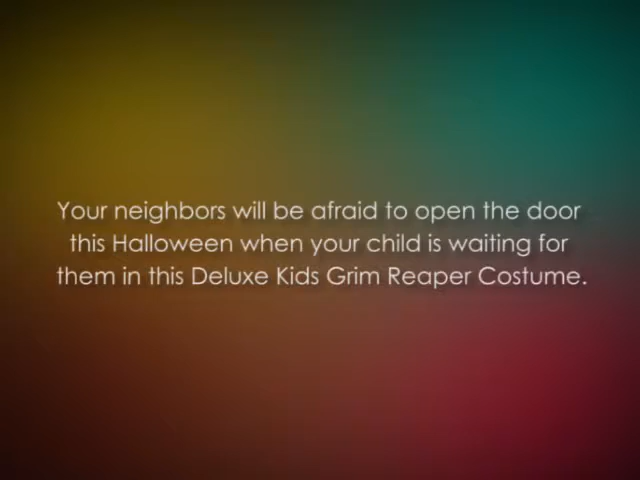 Your neighbors will be afraid to open the door
this Halloween when your child is waiting for
them in this Deluxe Kids Grim Reaper Costume.